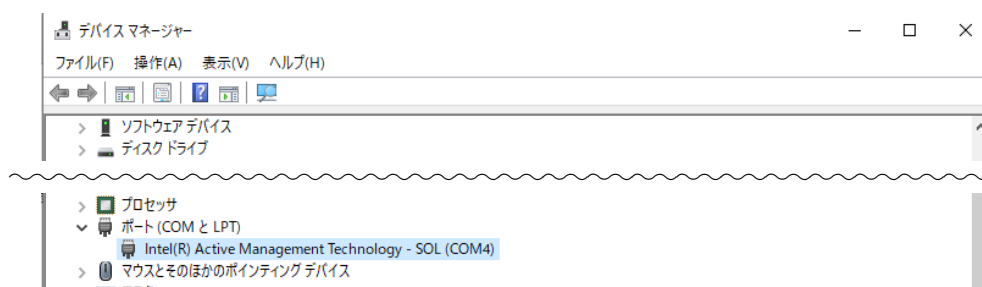 デバイス マネージャー
ファイル(F) 操作(A) 表示(V) ヘルプ(H)
ソフトウェア デバイス
ディスク ドライブ
プロセッサ
ポート (COM と LPT)
Intel(R) Active Management Technology - SOL (COM4)
マウスとそのほかのポインティング デバイス